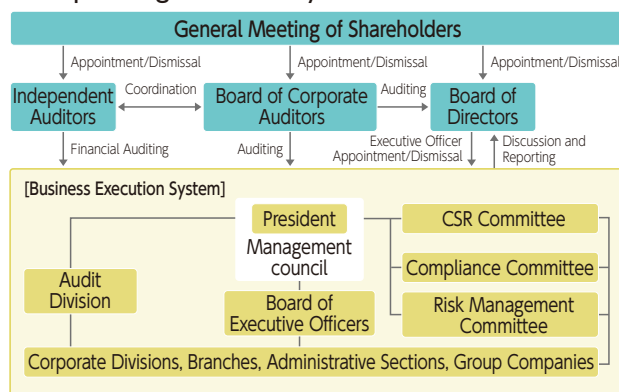 General Meeting of Shareholders
Appointment/Dismissal
Appointment/Dismissal
Appointment/Dismissal
Independent
Auditors
Coordination
Board of Corporate
Auditors
Auditing
Board of
Directors
Financial Auditing
Auditing
Executive Officer
Appointment/Dismissal
Discussion and
Reporting
[Business Execution System]
President
Management
council
CSR Committee
Audit
Division
Compliance Committee
Board of
Executive Officers
Risk Management
Committee
Corporate Divisions, Branches, Administrative Sections, Group Companies